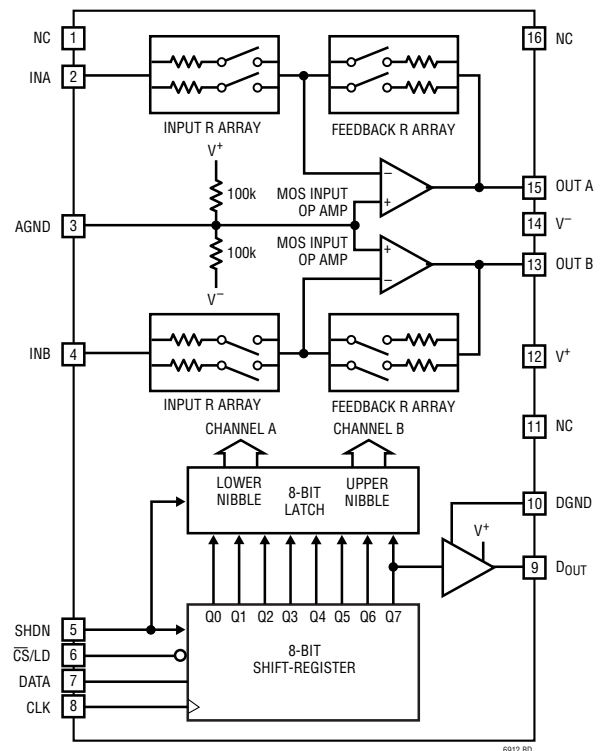 NC 1
16 NC
INA 2
INPUT R ARRAY
FEEDBACK R ARRAY
V+
100k
MOS INPUT
OP AMP
−
+
15 OUT A
14 V−
AGND 3
100k
MOS INPUT
OP AMP
+
−
13 OUT B
V−
INB 4
12 V+
INPUT R ARRAY
FEEDBACK R ARRAY
11 NC
CHANNEL A
CHANNEL B
LOWER
NIBBLE
8-BIT
LATCH
UPPER
NIBBLE
10 DGND
V+
9 DOUT
Q0 Q1 Q2 Q3 Q4 Q5 Q6 Q7
SHDN 5
8-BIT
SHIFT-REGISTER
C̅S̅/LD 6
DATA 7
CLK 8
6912 BD